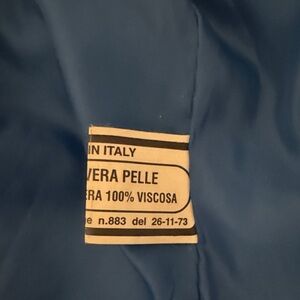 IN ITALY
VERA PELLE
ERA 100% VISCOSA
e n.883 del 26-11-73